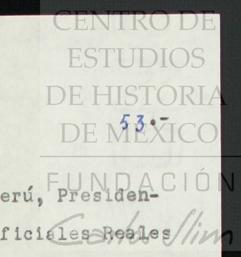 CENTRO DE
ESTUDIOS
DE HISTORIA
53.-
DE MÉXICO
FUNDACIÓN
erú, Presiden-
Carlos Slim
ficiales Reales